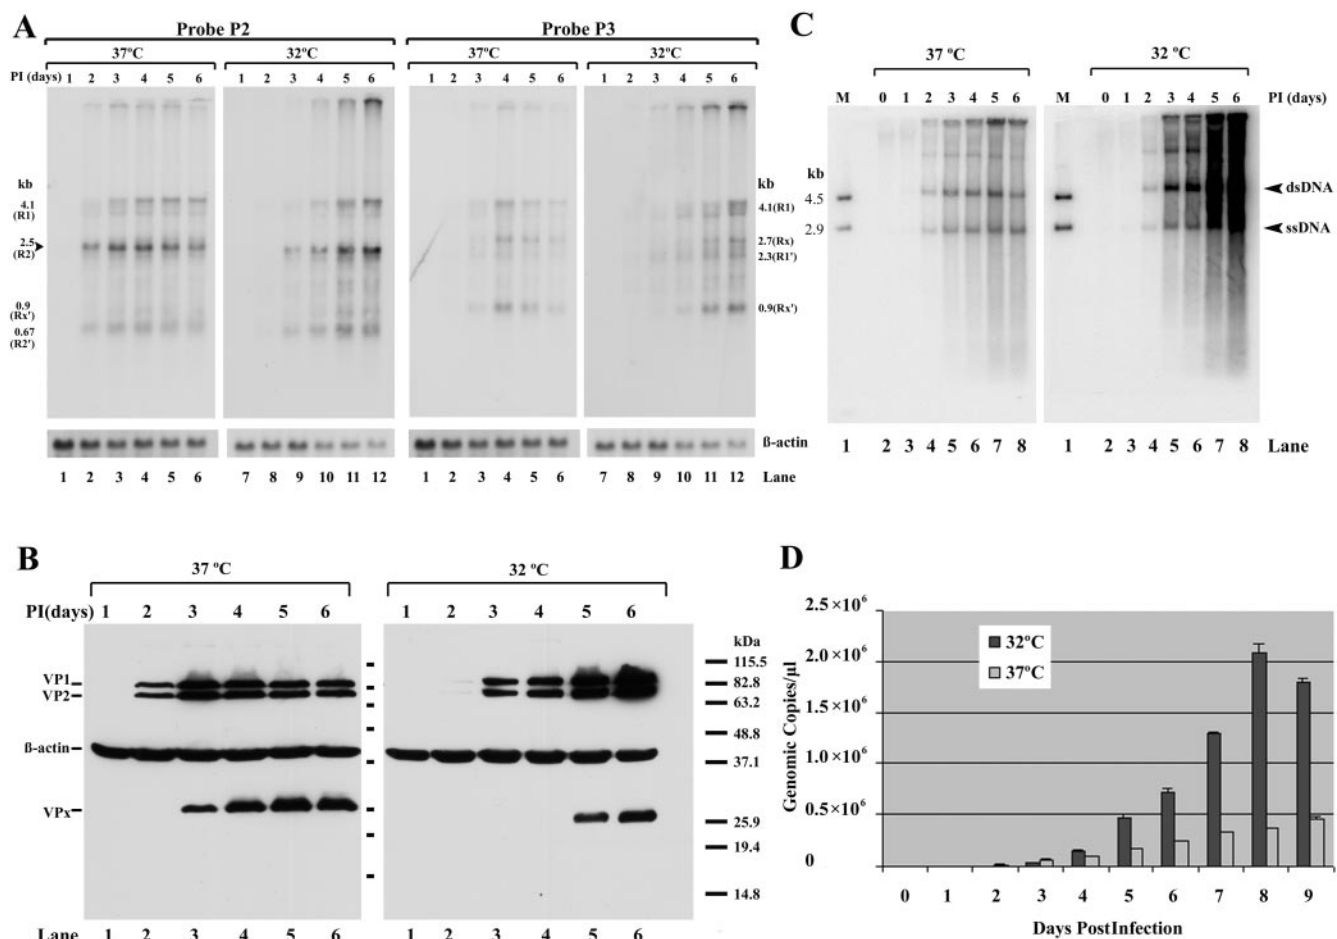 A
Probe P2
Probe P3
37ºC
32ºC
37ºC
32ºC
PI (days) 1 2 3 4 5 6 1 2 3 4 5 6 1 2 3 4 5 6 1 2 3 4 5 6
kb
4.1
(R1)
2.5
(R2)
0.9
(Rx')
0.67
(R2')
kb
4.1(R1)
2.7(Rx)
2.3(R1')
0.9(Rx')
ß-actin
1 2 3 4 5 6 7 8 9 10 11 12 1 2 3 4 5 6 7 8 9 10 11 12 Lane
C
37 ºC
32 ºC
M 0 1 2 3 4 5 6 M 0 1 2 3 4 5 6 PI (days)
kb
4.5
2.9
dsDNA
ssDNA
1 2 3 4 5 6 7 8 1 2 3 4 5 6 7 8 Lane
B
37 ºC
32 ºC
PI(days) 1 2 3 4 5 6 1 2 3 4 5 6
VP1
VP2
ß-actin
VPx
kDa
115.5
82.8
63.2
48.8
37.1
25.9
19.4
14.8
Lane 1 2 3 4 5 6 1 2 3 4 5 6
D
Genomic Copies/µl
2.5×10⁶
2.0×10⁶
1.5×10⁶
1.0×10⁶
0.5×10⁶
0
32ºC
37ºC
0 1 2 3 4 5 6 7 8 9
Days PostInfection